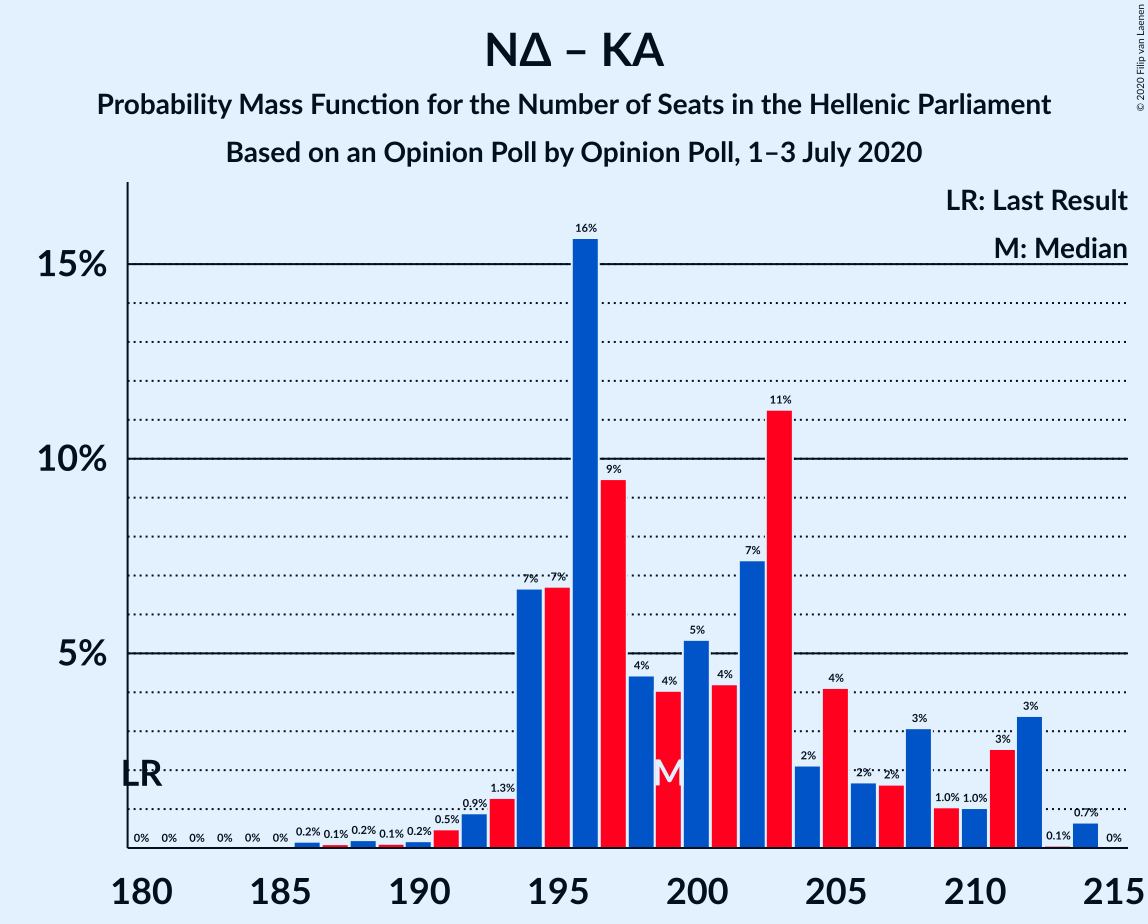 © 2020 Filip van Laenen
ΝΔ – ΚΑ
Probability Mass Function for the Number of Seats in the Hellenic Parliament
Based on an Opinion Poll by Opinion Poll, 1–3 July 2020
LR: Last Result
M: Median
15%
10%
5%
0% 0% 0% 0% 0% 0% 0.2% 0.1% 0.2% 0.1% 0.2% 0.5% 0.9% 1.3% 7% 7% 16% 9% 4% 4% 5% 4% 7% 11% 2% 4% 2% 2% 3% 1.0% 1.0% 3% 3% 0.1% 0.7% 0%
LR
M
180 185 190 195 200 205 210 215